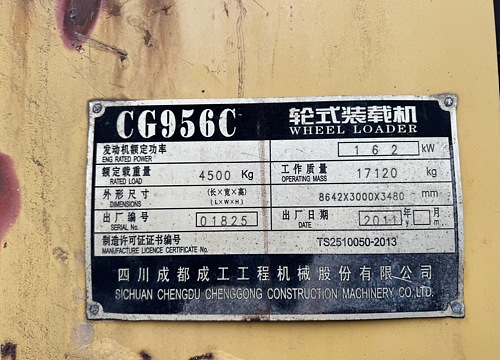 CG956C 轮式装载机
WHEEL LOADER
发动机额定功率 162 kW
ENG RATED POWER
额定载重量 4500 Kg 工作质量 17120 kg
RATED LOAD OPERATING MASS
外形尺寸 (长×宽×高) 8642X3000X3480 mm
DIMENSIONS (L×W×H)
出厂编号 01825 出厂日期 2011 年 月
SERIAL No. DATE
制造许可证证书编号 TS2510050-2013
MANUFACTURE LICENCE CERTIFICATE No.
四川成都成工工程机械股份有限公司
SICHUAN CHENGDU CHENGGONG CONSTRUCTION MACHINERY CO.,LTD.